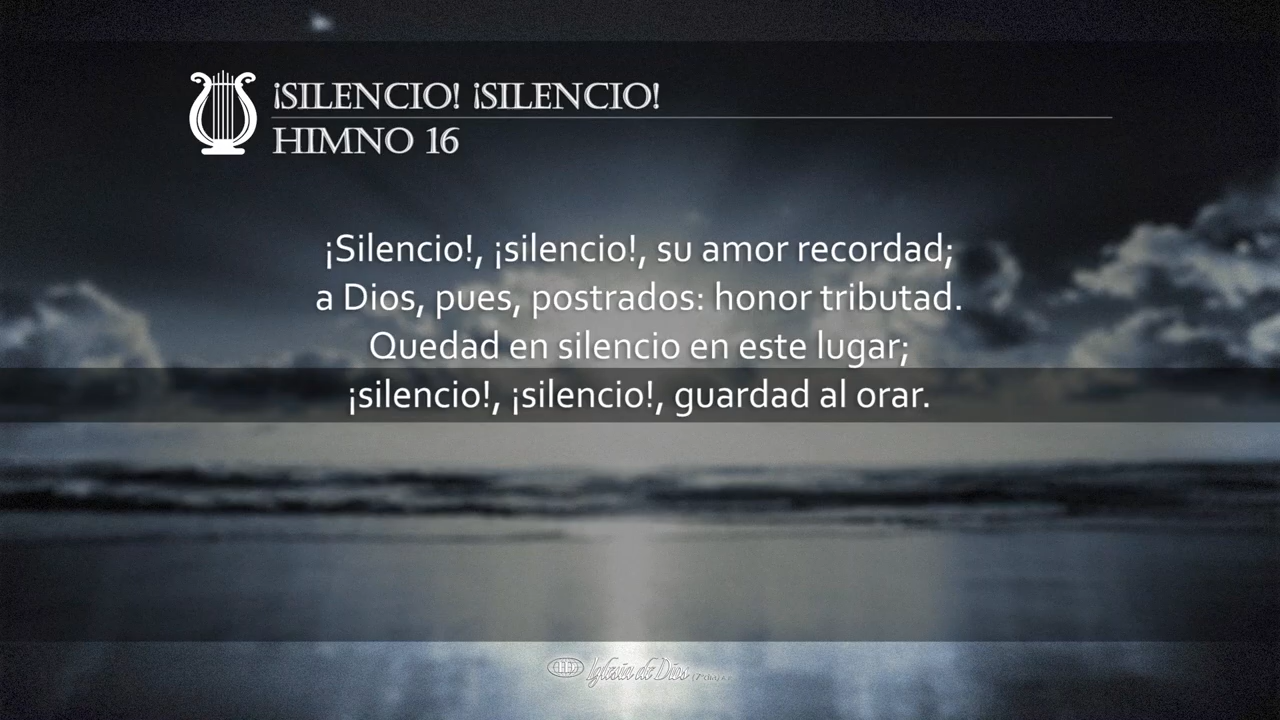 ¡SILENCIO! ¡SILENCIO!
HIMNO 16
¡Silencio!, ¡silencio!, su amor recordad;
a Dios, pues, postrados: honor tributad.
Quedad en silencio en este lugar;
¡silencio!, ¡silencio!, guardad al orar.
Iglesia de Dios